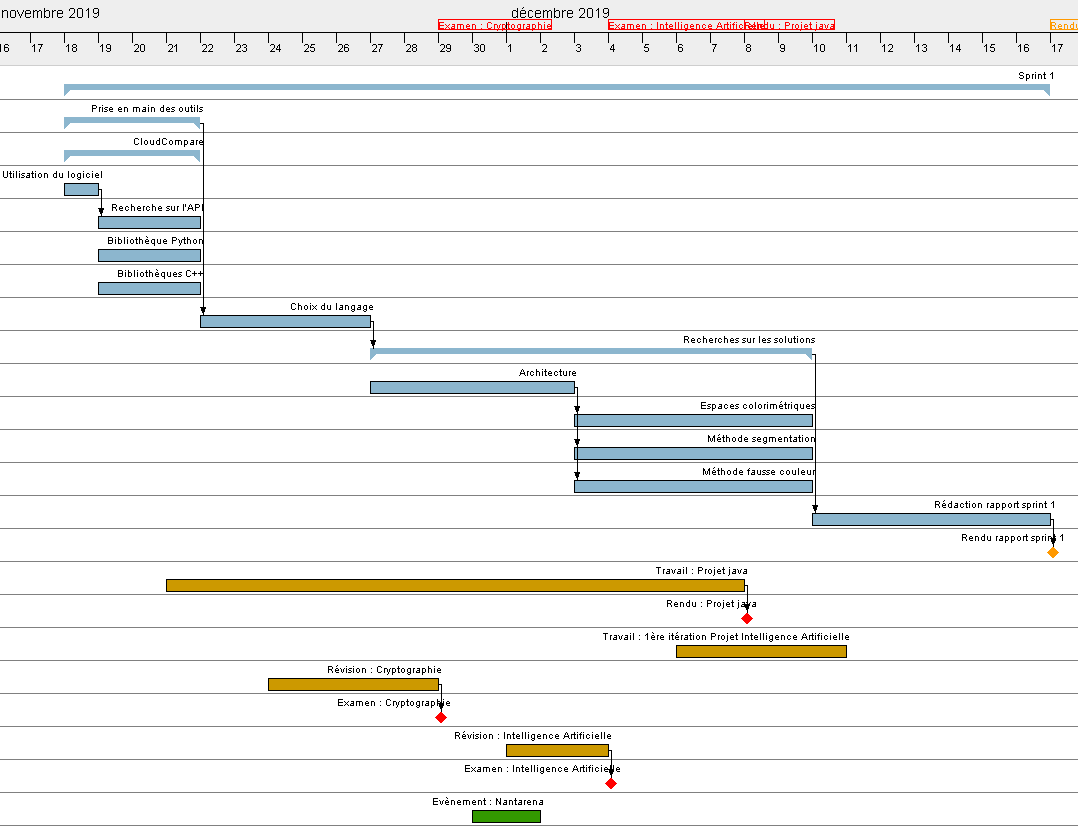 novembre 2019 décembre 2019
Examen : Cryptographie Examen : Intelligence Artificielle Rendu : Projet java Rendu
16 17 18 19 20 21 22 23 24 25 26 27 28 29 30 1 2 3 4 5 6 7 8 9 10 11 12 13 14 15 16 17
Sprint 1
Prise en main des outils
CloudCompare
Utilisation du logiciel
Recherche sur l'API
Bibliothèque Python
Bibliothèques C++
Choix du langage
Recherches sur les solutions
Architecture
Espaces colorimétriques
Méthode segmentation
Méthode fausse couleur
Rédaction rapport sprint 1
Rendu rapport sprint 1
Travail : Projet java
Rendu : Projet java
Travail : 1ère itération Projet Intelligence Artificielle
Révision : Cryptographie
Examen : Cryptographie
Révision : Intelligence Artificielle
Examen : Intelligence Artificielle
Evènement : Nantarena